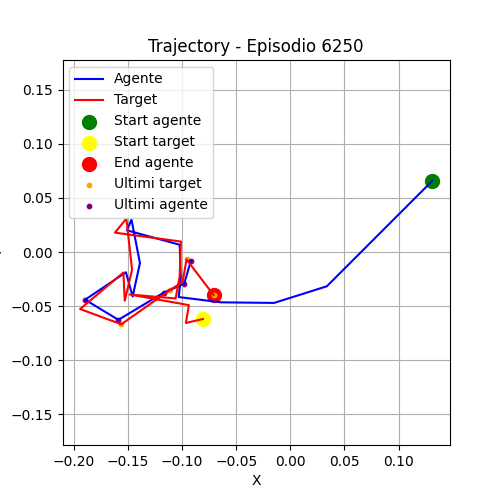 Trajectory - Episodio 6250
Agente
Target
Start agente
Start target
End agente
Ultimi target
Ultimi agente
0.15
0.10
0.05
0.00
−0.05
−0.10
−0.15
−0.20 −0.15 −0.10 −0.05 0.00 0.05 0.10
X